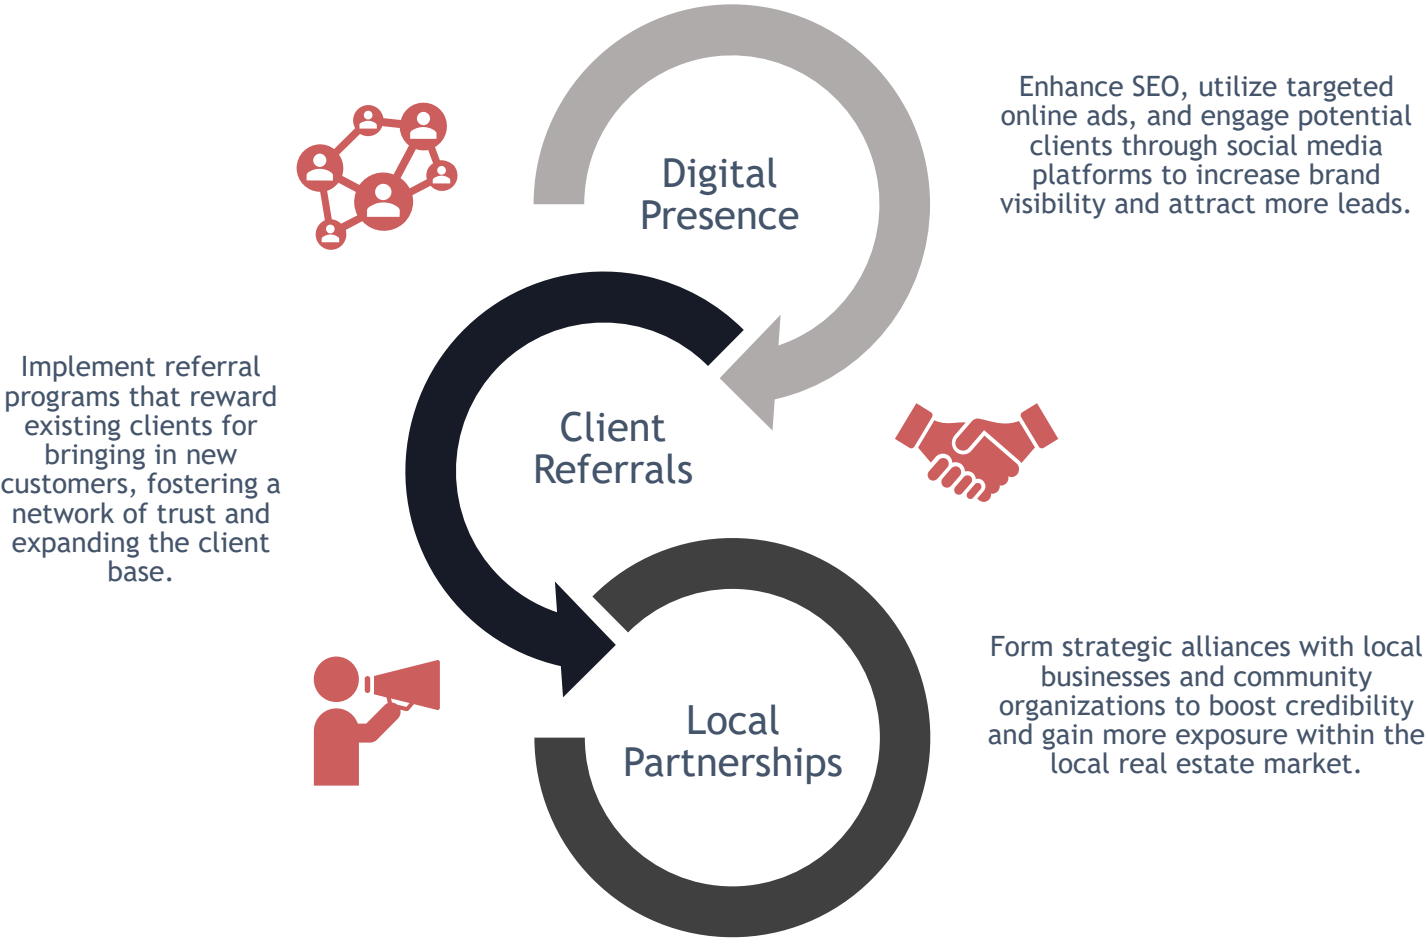 Digital
Presence
Enhance SEO, utilize targeted
online ads, and engage potential
clients through social media
platforms to increase brand
visibility and attract more leads.
Client
Referrals
Implement referral
programs that reward
existing clients for
bringing in new
customers, fostering a
network of trust and
expanding the client
base.
Local
Partnerships
Form strategic alliances with local
businesses and community
organizations to boost credibility
and gain more exposure within the
local real estate market.